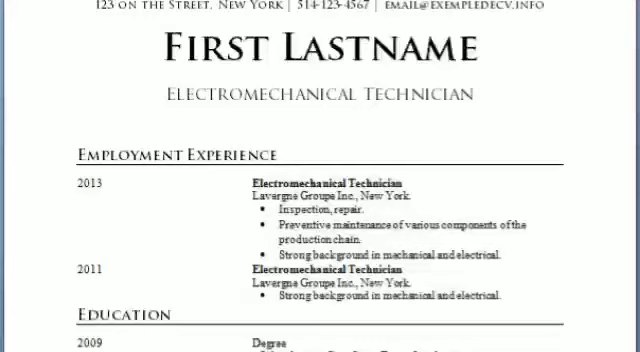 123 on the Street, New York | 514-123-4567 | email@exempledecv.info
First Lastname
Electromechanical Technician
Employment Experience
2013 Electromechanical Technician
Lavergne Groupe Inc., New York.
• Inspection, repair.
• Preventive maintenance of various components of the
production chain.
• Strong background in mechanical and electrical.
2011 Electromechanical Technician
Lavergne Groupe Inc., New York.
• Strong background in mechanical and electrical.
Education
2009 Degree